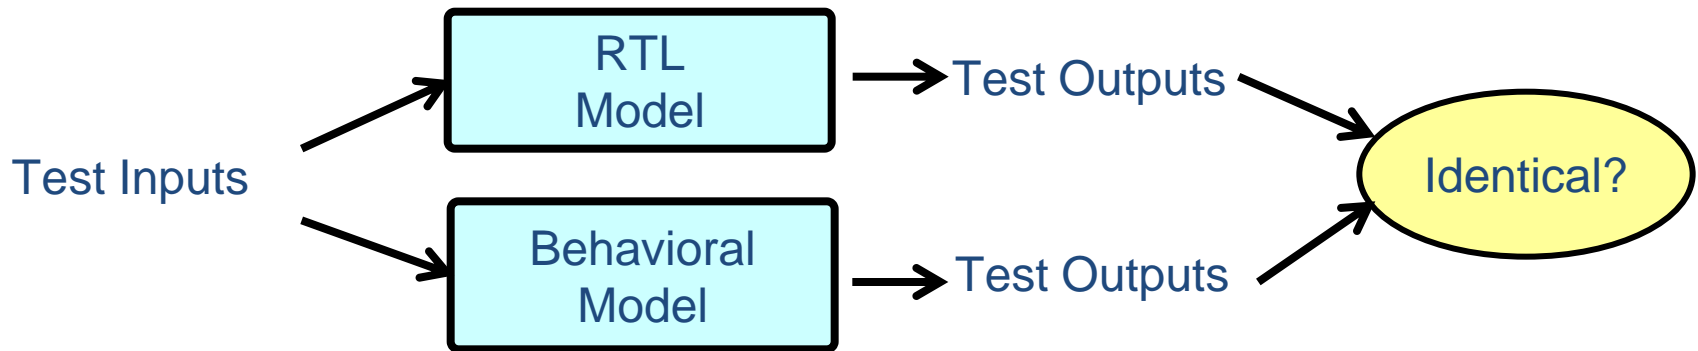 Test Inputs
RTL
Model
Test Outputs
Behavioral
Model
Test Outputs
Identical?